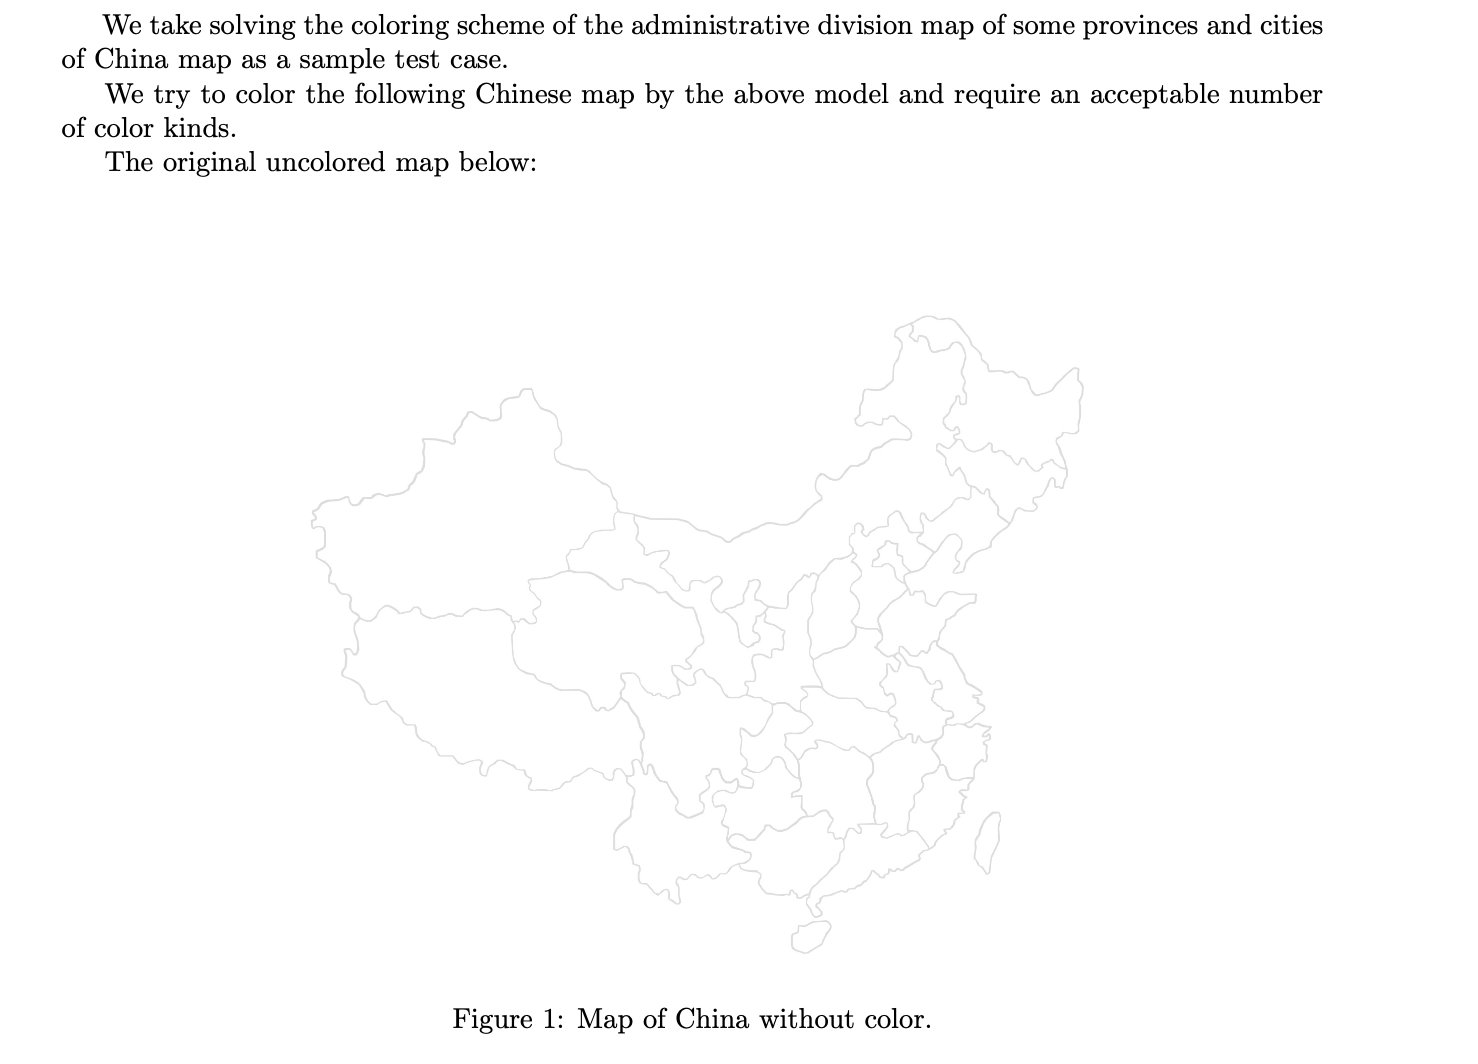 We take solving the coloring scheme of the administrative division map of some provinces and cities
of China map as a sample test case.
We try to color the following Chinese map by the above model and require an acceptable number
of color kinds.
The original uncolored map below:
Figure 1: Map of China without color.